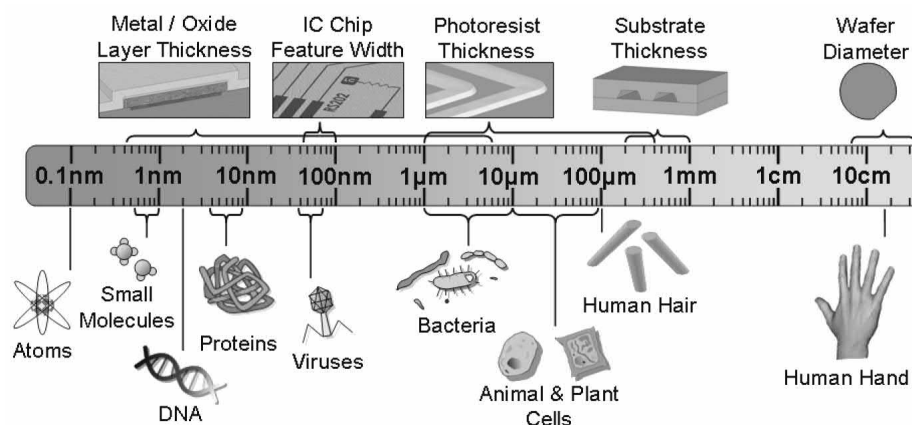 Metal / Oxide
Layer Thickness
IC Chip
Feature Width
Photoresist
Thickness
Substrate
Thickness
Wafer
Diameter
RS202
0.1nm 1nm 10nm 100nm 1µm 10µm 100µm 1mm 1cm 10cm
Atoms
Small
Molecules
DNA
Proteins
Viruses
Bacteria
Animal & Plant
Cells
Human Hair
Human Hand